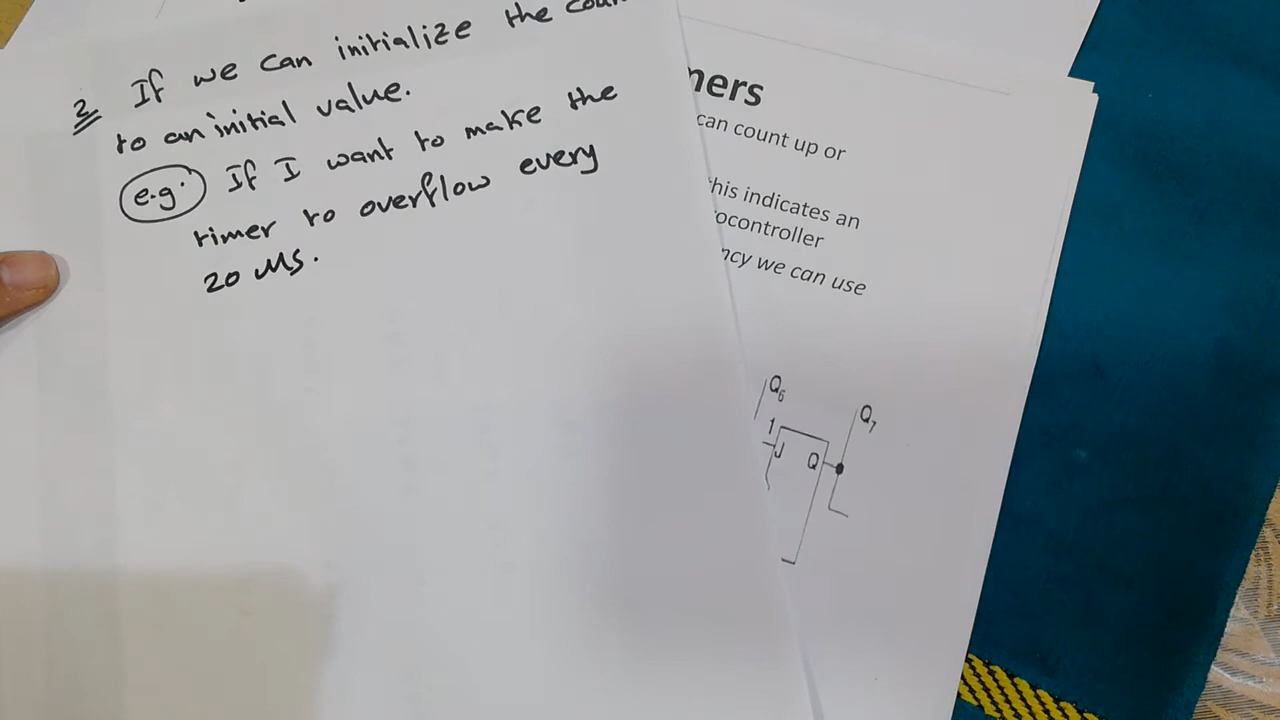 2 If we can initialize the
to an initial value.
e.g. If I want to make the
timer to overflow every
20 Ms.
ners
can count up or
this indicates an
ocontroller
ncy we can use
Q6
Q7
1
J Q